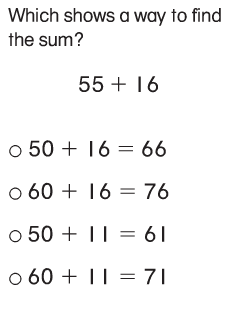 Which shows a way to find
the sum?
55 + 16
50 + 16 = 66
60 + 16 = 76
50 + 11 = 61
60 + 11 = 71